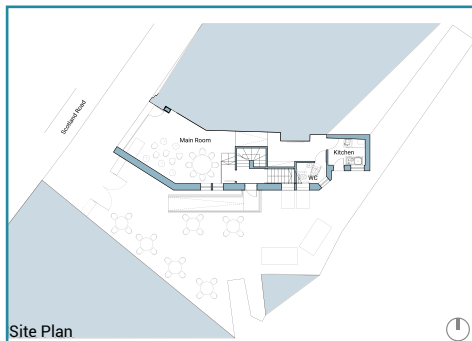 Scotland Road
Main Room
Kitchen
WC
Site Plan